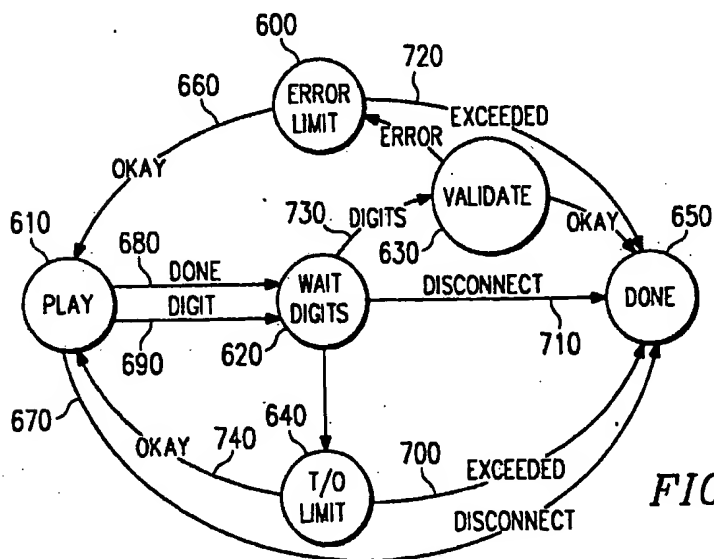 600
720
660
ERROR
LIMIT
EXCEEDED
ERROR
OKAY
730
DIGITS
VALIDATE
630
OKAY
650
610
680
DONE
PLAY
WAIT
DIGITS
DISCONNECT
DONE
DIGIT
690
620
710
670
640
OKAY
740
T/O
LIMIT
700
EXCEEDED
DISCONNECT
FIG